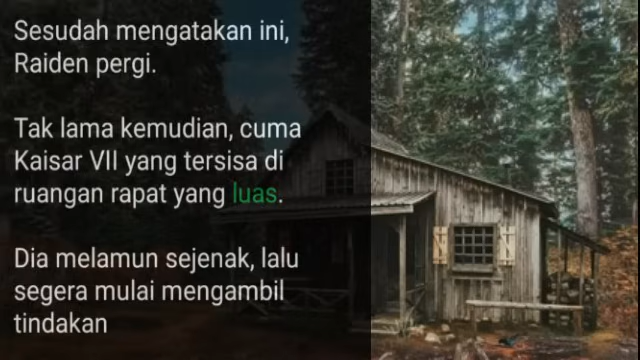 Sesudah mengatakan ini,
Raiden pergi.
Tak lama kemudian, cuma
Kaisar VII yang tersisa di
ruangan rapat yang luas.
Dia melamun sejenak, lalu
segera mulai mengambil
tindakan